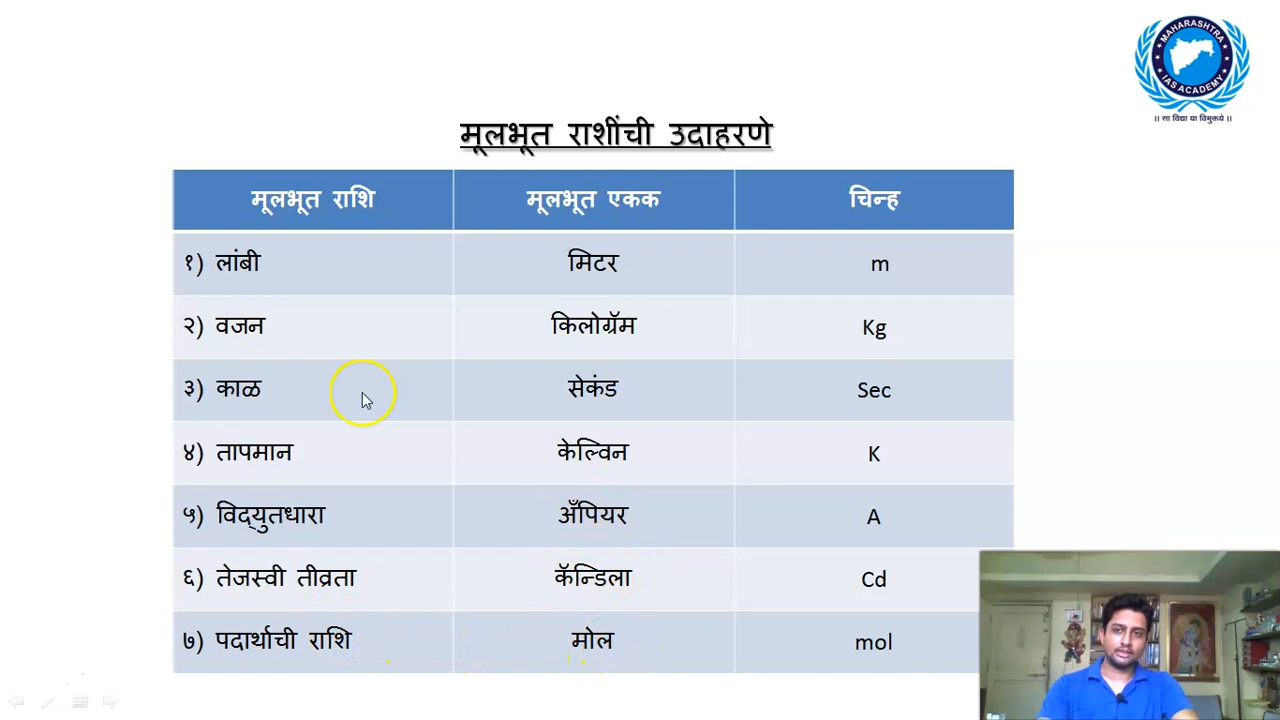 MAHARASHTRA
IAS ACADEMY
|| सा विद्या या विमुक्तये ||
मूलभूत राशींची उदाहरणे
मूलभूत राशि मूलभूत एकक चिन्ह
१) लांबी मिटर m
२) वजन किलोग्रॅम Kg
३) काळ सेकंड Sec
४) तापमान केल्विन K
५) विद्युतधारा अँपियर A
६) तेजस्वी तीव्रता कॅन्डिला Cd
७) पदार्थाची राशि मोल mol